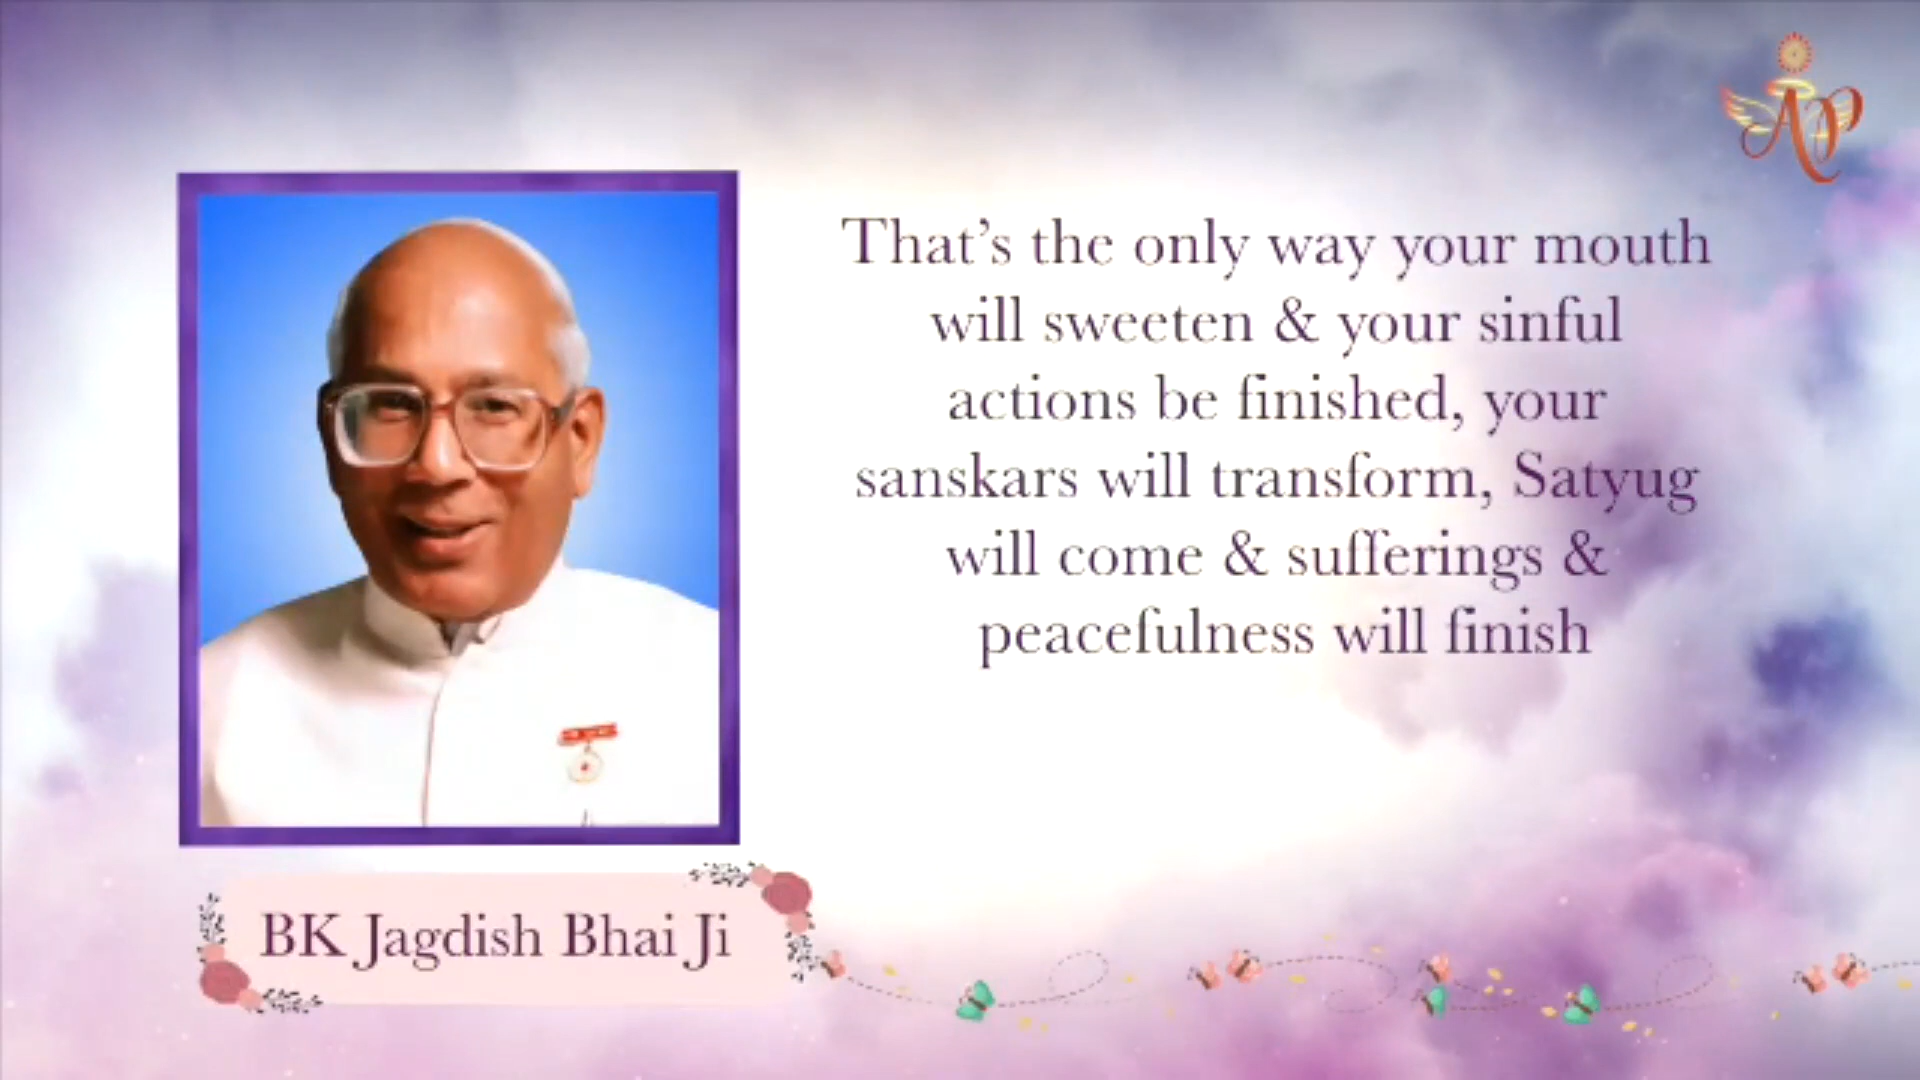 That's the only way your mouth
will sweeten & your sinful
actions be finished, your
sanskars will transform, Satyug
will come & sufferings &
peacefulness will finish
BK Jagdish Bhai Ji
AP